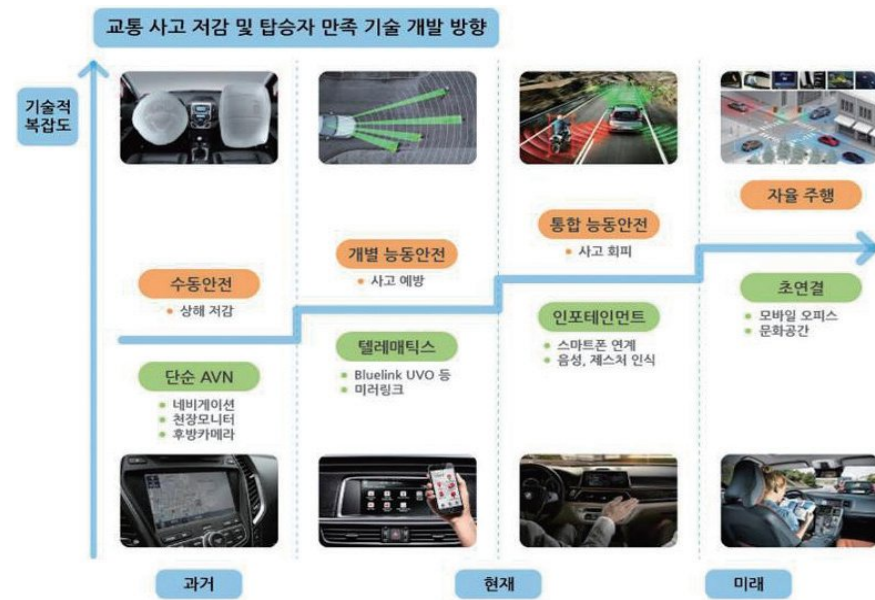 교통 사고 저감 및 탑승자 만족 기술 개발 방향
기술적
복잡도
수동안전
상해 저감
개별 능동안전
사고 예방
통합 능동안전
사고 회피
자율 주행
단순 AVN
네비게이션
천장모니터
후방카메라
텔레매틱스
Bluelink UVO 등
미러링크
인포테인먼트
스마트폰 연계
음성, 제스처 인식
초연결
모바일 오피스
문화공간
과거
현재
미래